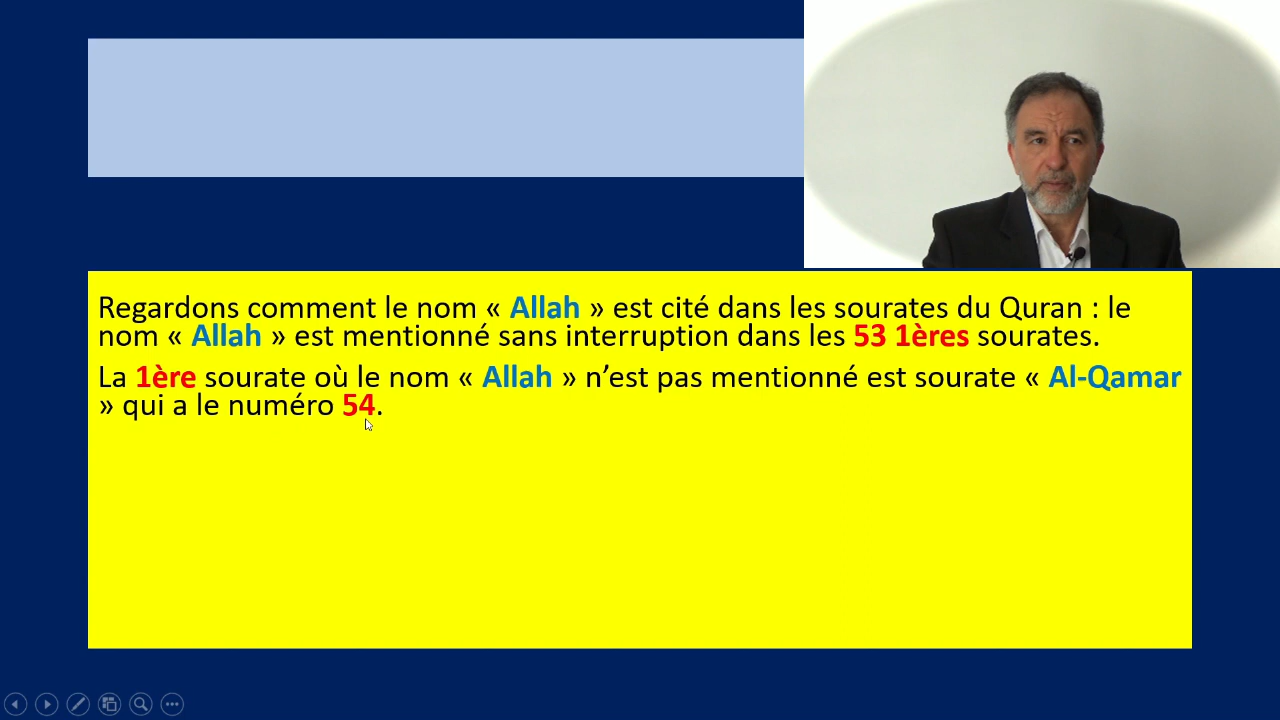 Regardons comment le nom « Allah » est cité dans les sourates du Quran : le
nom « Allah » est mentionné sans interruption dans les 53 1ères sourates.
La 1ère sourate où le nom « Allah » n’est pas mentionné est sourate « Al-Qamar
» qui a le numéro 54.